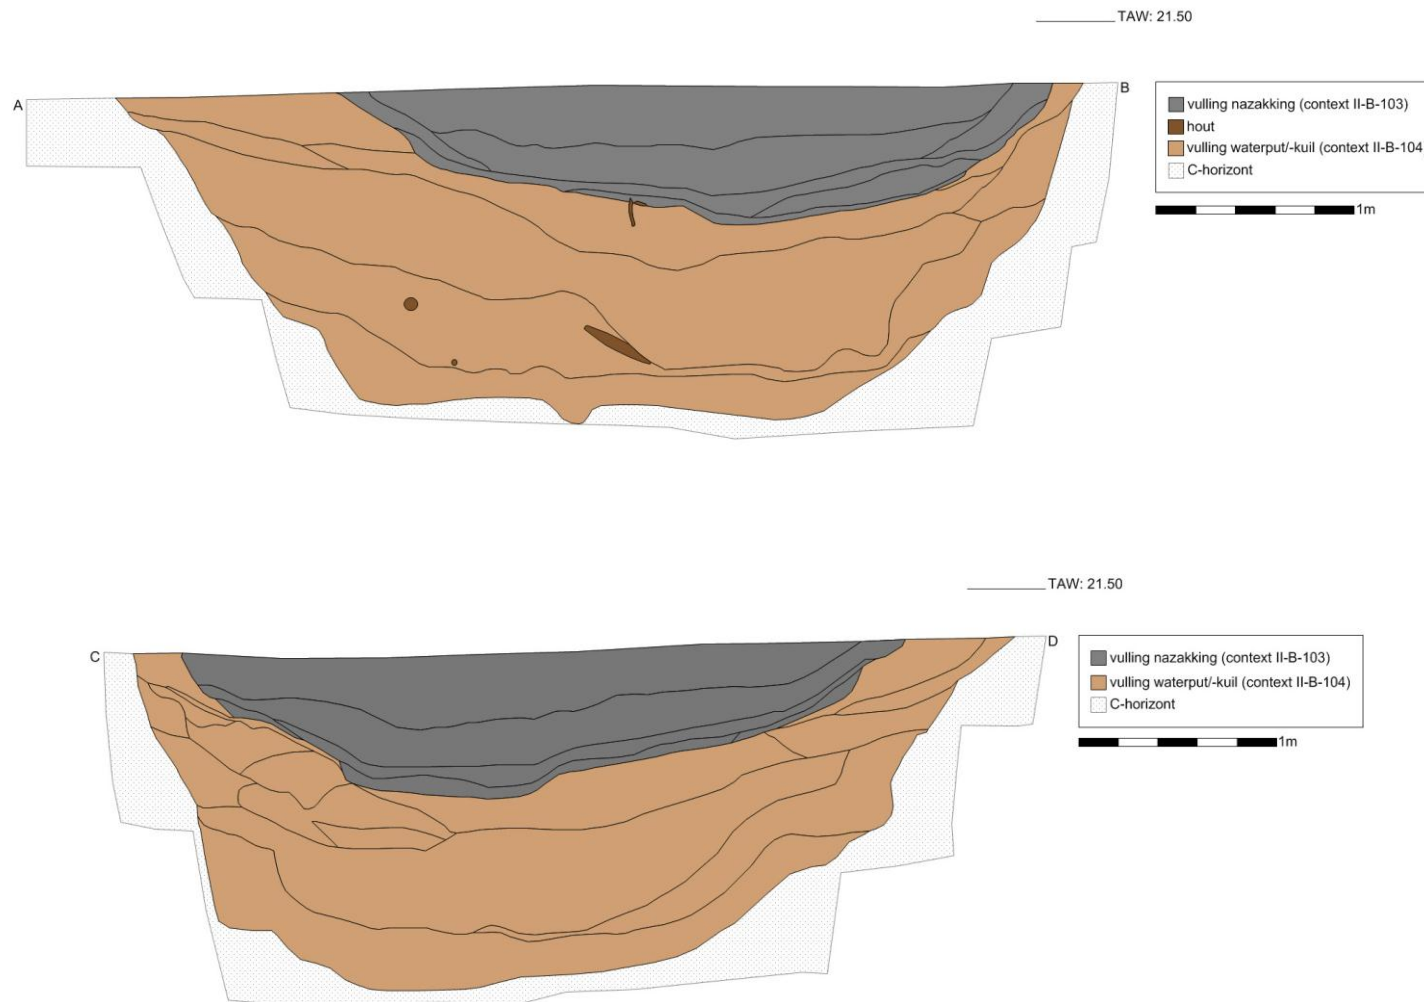 TAW: 21.50
A
B
vulling nazakking (context II-B-103)
hout
vulling waterput/-kuil (context II-B-104
C-horizont
1m
TAW: 21.50
C
D
vulling nazakking (context II-B-103)
vulling waterput/-kuil (context II-B-104)
C-horizont
1m